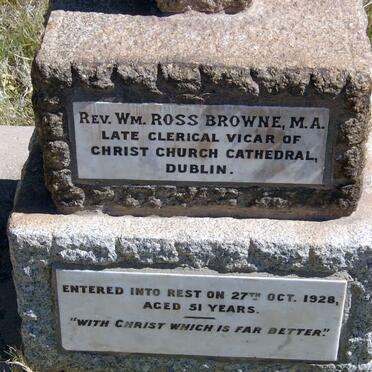 REV. WM. ROSS BROWNE, M.A.
LATE CLERICAL VICAR OF
CHRIST CHURCH CATHEDRAL,
DUBLIN.
ENTERED INTO REST ON 27TH OCT. 1928,
AGED 51 YEARS.
"WITH CHRIST WHICH IS FAR BETTER."